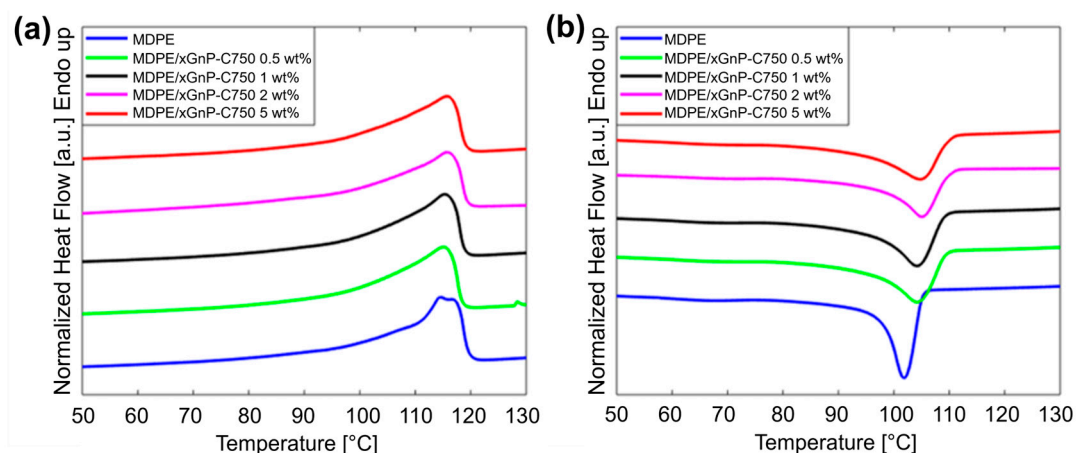 (a)
Normalized Heat Flow [a.u.] Endo up
MDPE
MDPE/xGnP-C750 0.5 wt%
MDPE/xGnP-C750 1 wt%
MDPE/xGnP-C750 2 wt%
MDPE/xGnP-C750 5 wt%
50 60 70 80 90 100 110 120 130
Temperature [°C]
(b)
Normalized Heat Flow [a.u.] Endo up
MDPE
MDPE/xGnP-C750 0.5 wt%
MDPE/xGnP-C750 1 wt%
MDPE/xGnP-C750 2 wt%
MDPE/xGnP-C750 5 wt%
50 60 70 80 90 100 110 120 130
Temperature [°C]